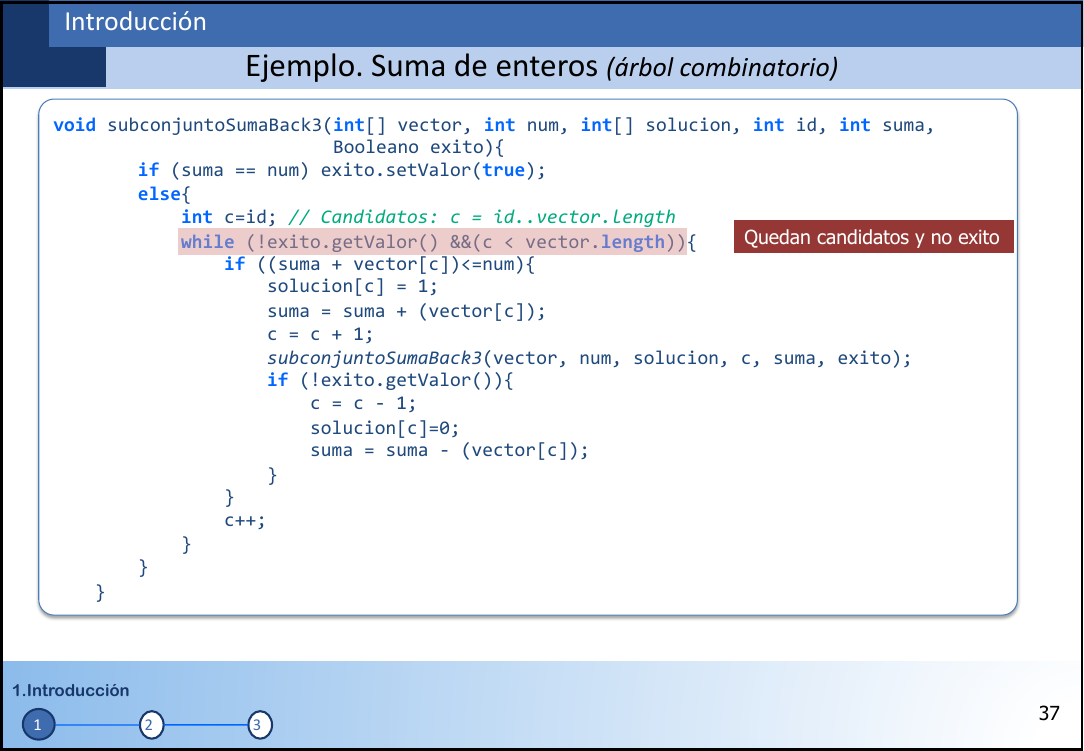 Introducción
Ejemplo. Suma de enteros (árbol combinatorio)
void subconjuntoSumaBack3(int[] vector, int num, int[] solucion, int id, int suma,
Booleano exito){
if (suma == num) exito.setValor(true);
else{
int c=id; // Candidatos: c = id..vector.length
while (!exito.getValor() &&(c < vector.length)){
Quedan candidatos y no exito
if ((suma + vector[c])<=num){
solucion[c] = 1;
suma = suma + (vector[c]);
c = c + 1;
subconjuntoSumaBack3(vector, num, solucion, c, suma, exito);
if (!exito.getValor()){
c = c - 1;
solucion[c]=0;
suma = suma - (vector[c]);
}
}
c++;
}
}
}
1.Introducción
1 2 3
37